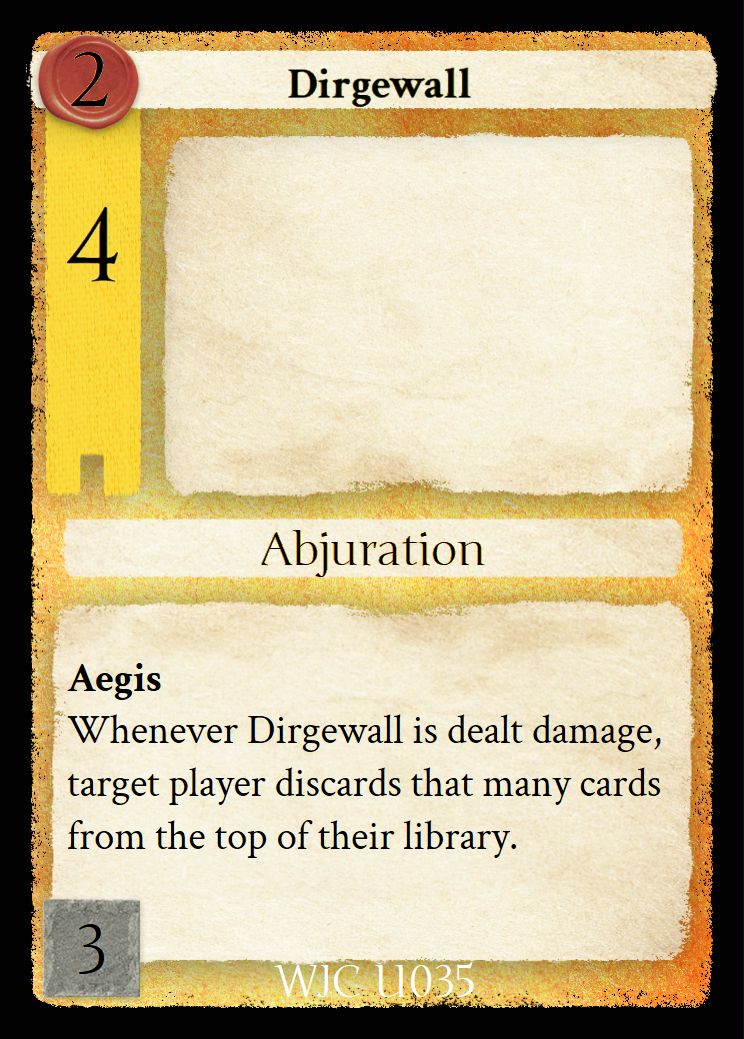 2
Dirgewall
4
Abjuration
Aegis
Whenever Dirgewall is dealt damage,
target player discards that many cards
from the top of their library.
3
WJC U035